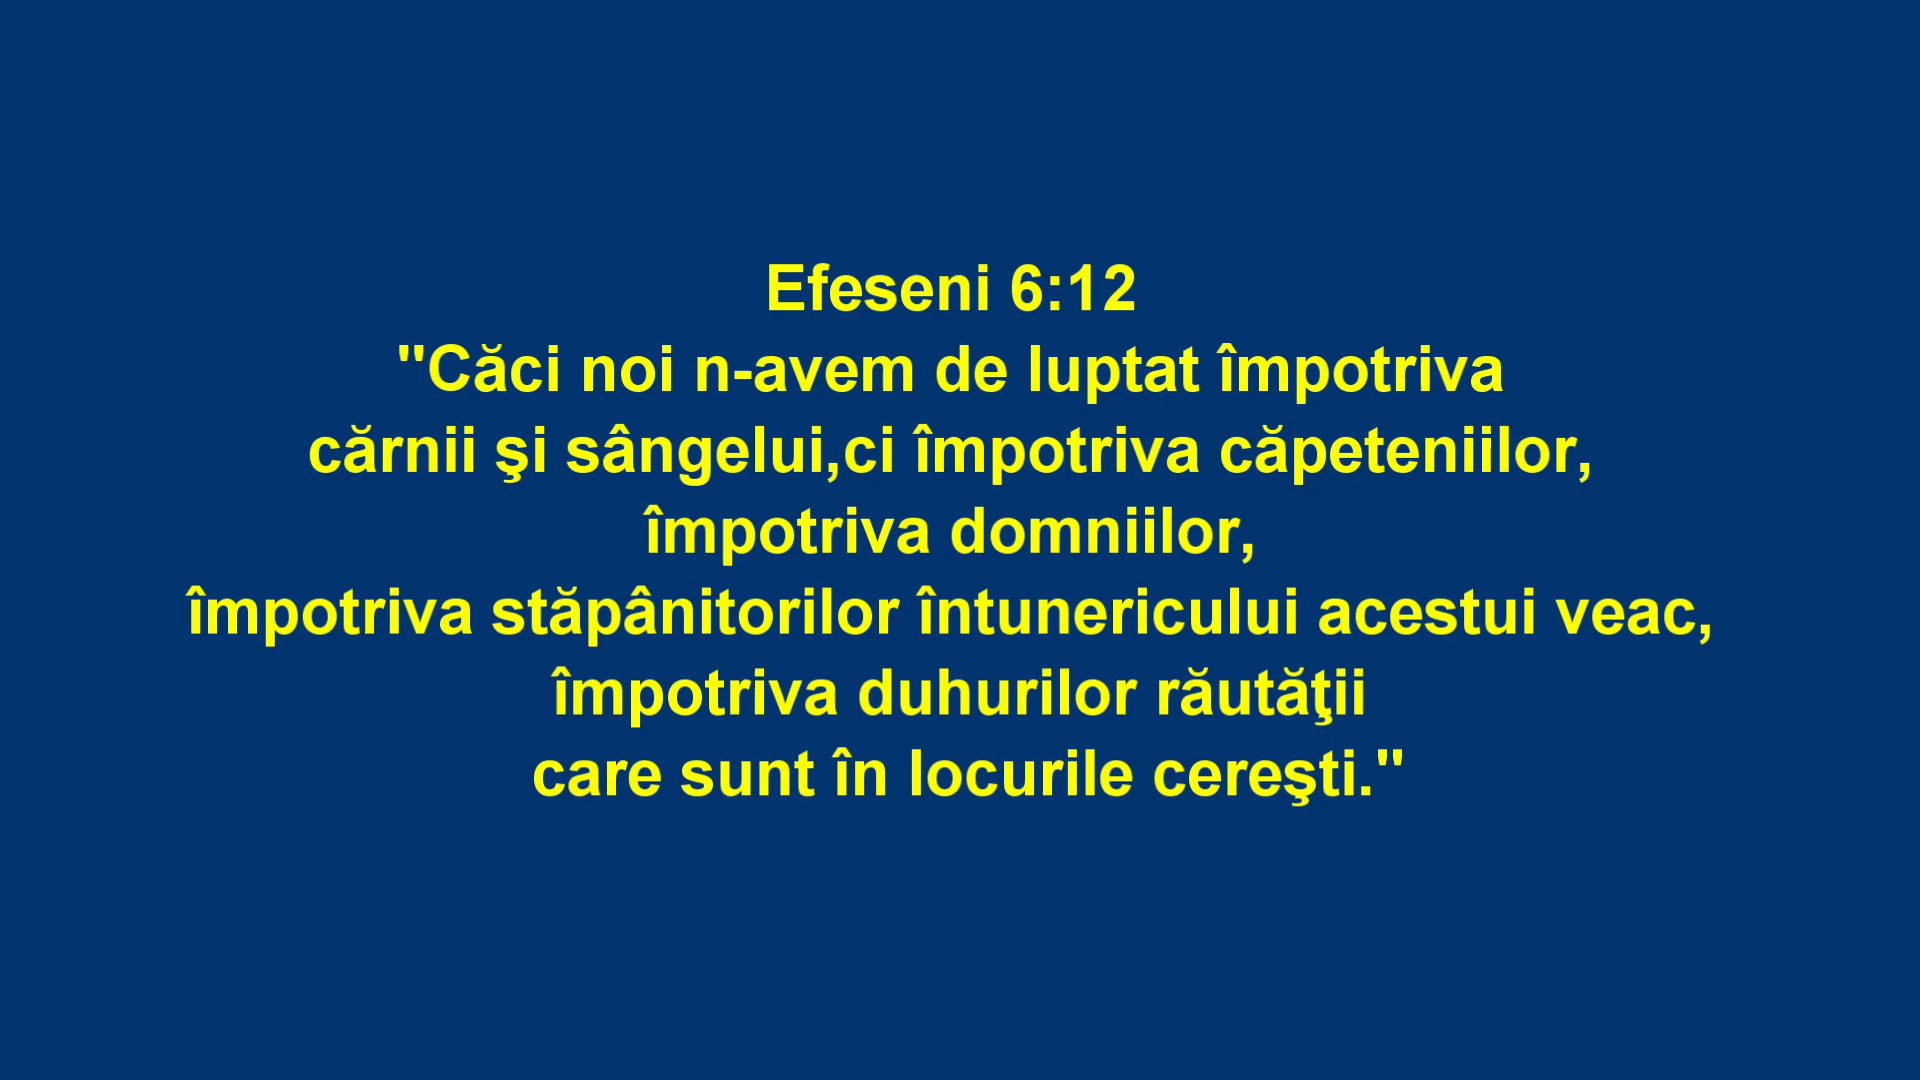 Efeseni 6:12
"Căci noi n-avem de luptat împotriva
cărnii şi sângelui,ci împotriva căpeteniilor,
împotriva domniilor,
împotriva stăpânitorilor întunericului acestui veac,
împotriva duhurilor răutăţii
care sunt în locurile cereşti."